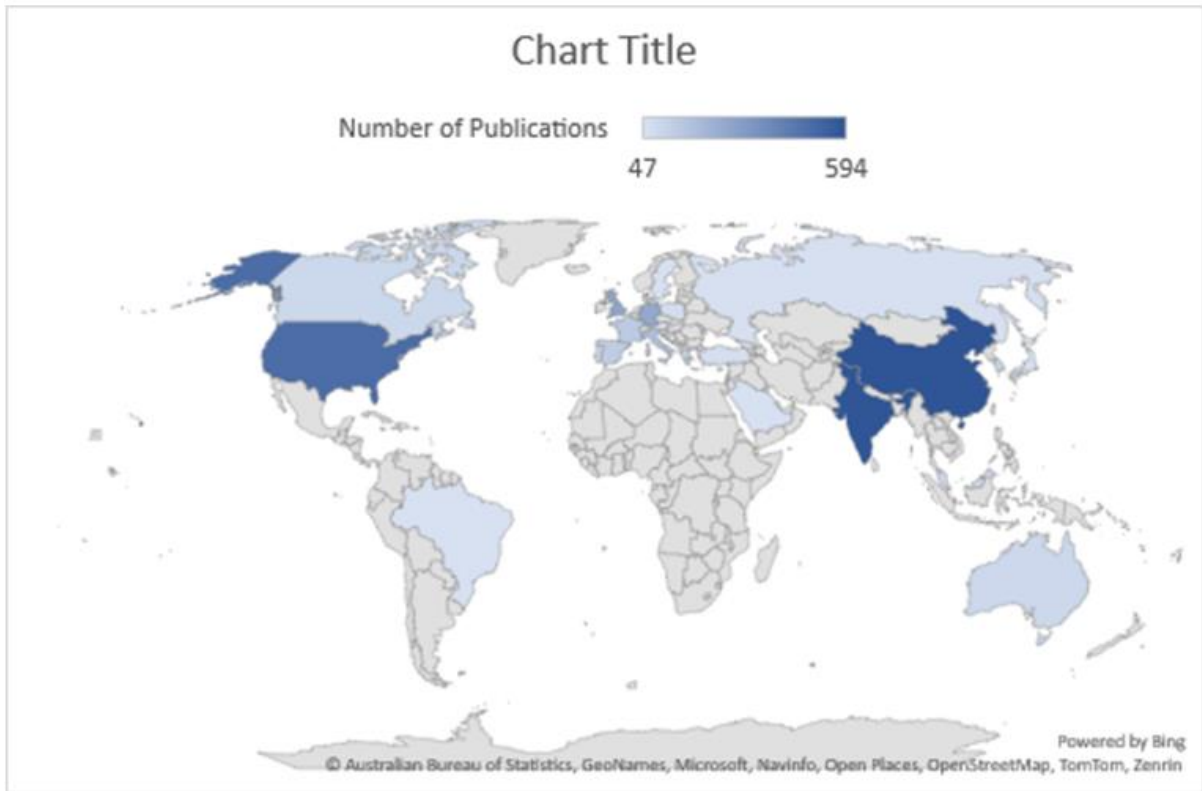 Chart Title
Number of Publications
47 594
Powered by Bing
© Australian Bureau of Statistics, GeoNames, Microsoft, Navinfo, Open Places, OpenStreetMap, TomTom, Zenrin